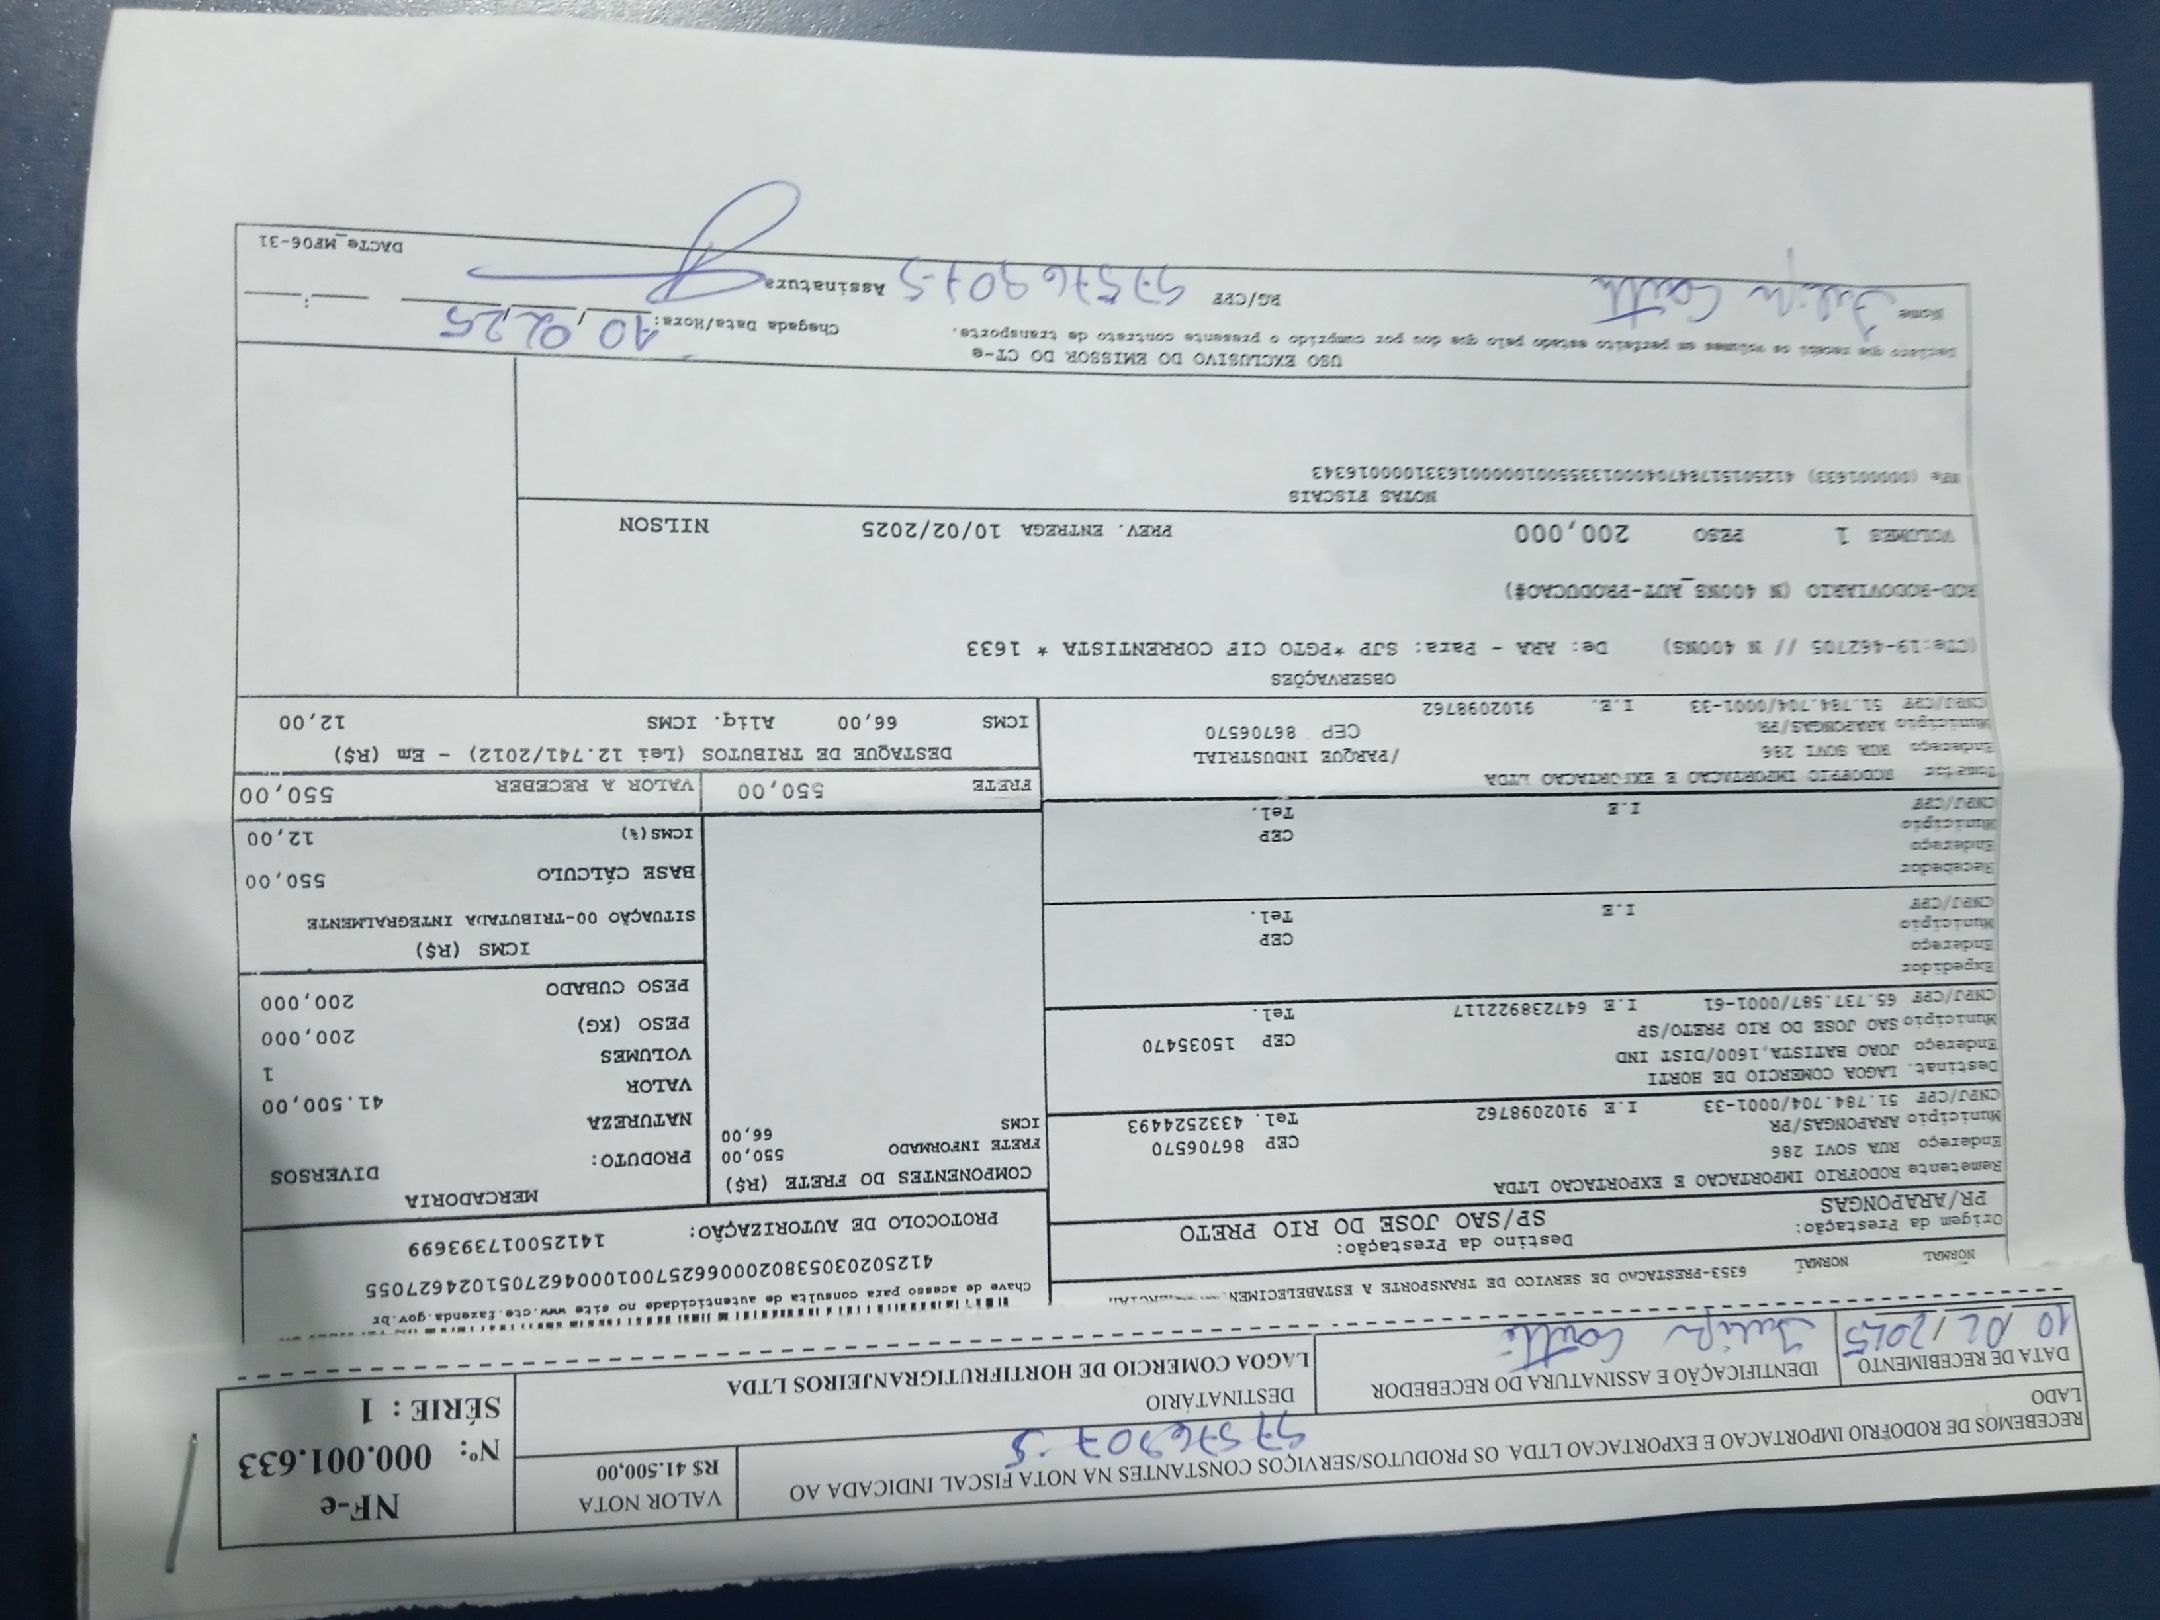 RECEBEMOS DE RODOFRIO IMPORTACAO E EXPORTACAO LTDA. OS PRODUTOS/SERVIÇOS CONSTANTES NA NOTA FISCAL INDICADA AO
LADO
VALOR NOTA
R$ 41.500,00
NF-e
Nº: 000.001.633
SÉRIE : 1
DATA DE RECEBIMENTO
10/02/2025
IDENTIFICAÇÃO E ASSINATURA DO RECEBEDOR
57576907-5
DESTINATÁRIO
LAGOA COMERCIO DE HORTIFRUTIGRANJEIROS LTDA
Chave de acesso para consulta de autenticidade no site www.cte.fazenda.gov.br
NORMAL NORMAL 6353-PRESTACAO DE SERVICO DE TRANSPORTE A ESTABELECIMEN
Origem da Prestação:
PR/ARAPONGAS
Destino da Prestação:
SP/SAO JOSE DO RIO PRETO
PROTOCOLO DE AUTORIZAÇÃO: 141250017393699
Remetente RODOFRIO IMPORTACAO E EXPORTACAO LTDA
Endereço RUA SOVI 286
CEP 86706570
Município ARAPONGAS/PR
Tel. 4332524493
CNPJ/CPF 51.784.704/0001-33 I.E 9102098762
Destinat. LAGOA COMERCIO DE HORTI
Endereço JOAO BATISTA,1600/DIST IND
CEP 15035470
Município SAO JOSE DO RIO PRETO/SP
Tel.
CNPJ/CPF 65.737.587/0001-61 I.E 647238922117
Expedidor
Endereço
CEP
Município
Tel.
CNPJ/CPF I.E
Recebedor
Endereço
CEP
Município
Tel.
CNPJ/CPF I.E
Tomador RODOFRIO IMPORTACAO E EXPORTACAO LTDA
Endereço RUA SOVI 286 /PARQUE INDUSTRIAL
Município ARAPONGAS/PR CEP 86706570
CNPJ/CPF 51.784.704/0001-33 I.E. 9102098762
COMPONENTES DO FRETE (R$)
FRETE INFORMADO 550,00
ICMS 66,00
MERCADORIA
PRODUTO: DIVERSOS
NATUREZA
VALOR 41.500,00
VOLUMES 1
PESO (KG) 200,000
PESO CUBADO 200,000
ICMS (R$)
SITUAÇÃO 00-TRIBUTADA INTEGRALMENTE
BASE CÁLCULO 550,00
ICMS(%) 12,00
FRETE 550,00
VALOR A RECEBER 550,00
DESTAQUE DE TRIBUTOS (Lei 12.741/2012) - Em (R$)
ICMS 66,00 Aliq. ICMS 12,00
OBSERVAÇÕES
(CTe:19-462705 // N 400NS) De: ARA - Para: SJP *PGTO CIF CORRENTISTA * 1633
ROD-RODOVIARIO (N 400NS_AUT-PRODUCAO#)
VOLUMES 1 PESO 200,000 PREV. ENTREGA 10/02/2025 NILSON
NOTAS FISCAIS
USO EXCLUSIVO DO EMISSOR DO CT-e
Declaro que recebi os volumes em perfeito estado pelo que dou por cumprido o presente contrato de transporte.
Chegada Data/Hora: 10/02/25
Nome
RG/CPF 57576907-5
Assinatura
DACTe_MF06-31